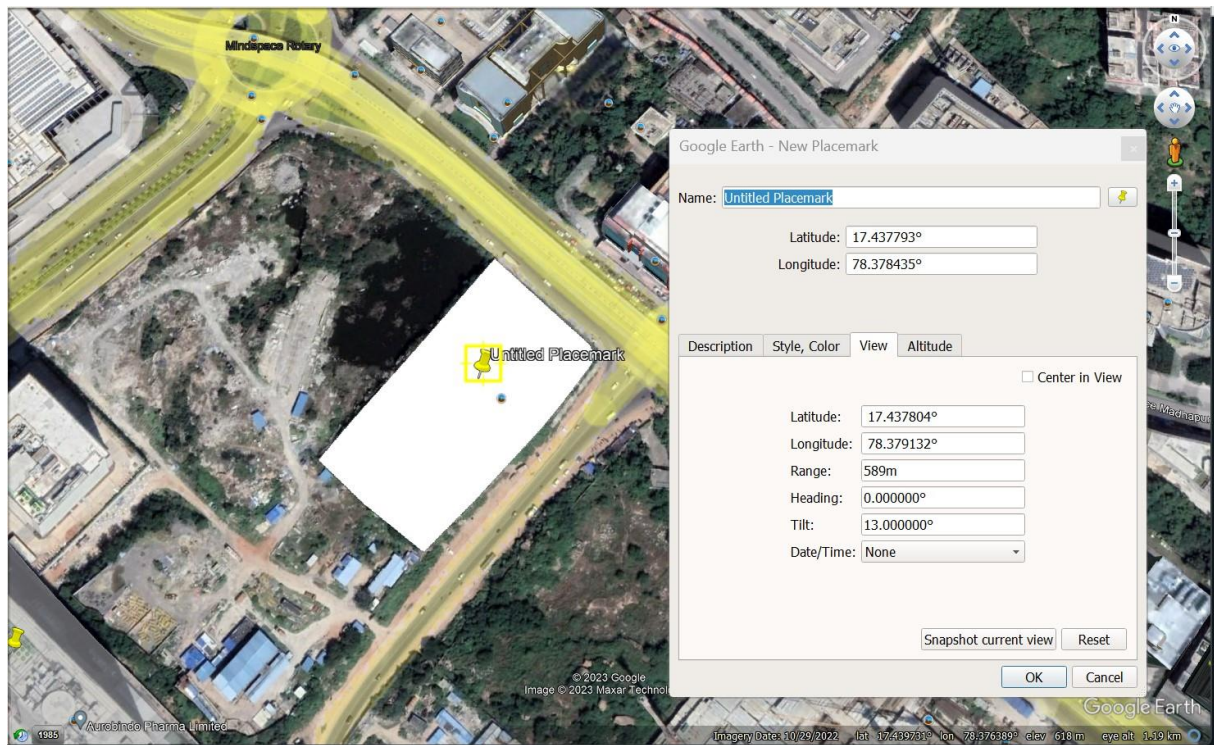 Mindspace Rotary
N
Google Earth - New Placemark
Name: Untitled Placemark
Latitude: 17.437793°
Longitude: 78.378435°
Untitled Placemark
Description Style, Color View Altitude
Center in View
Latitude: 17.437804°
Longitude: 78.379132°
Range: 589m
Heading: 0.000000°
Tilt: 13.000000°
Date/Time: None
Snapshot current view Reset
OK Cancel
© 2023 Google
Image © 2023 Maxar Technol
Google Earth
Aurobindo Pharma Limited
1985
Imagery Date: 10/29/2022 lat 17.439731° lon 78.376389° elev 618 m eye alt 1.19 km